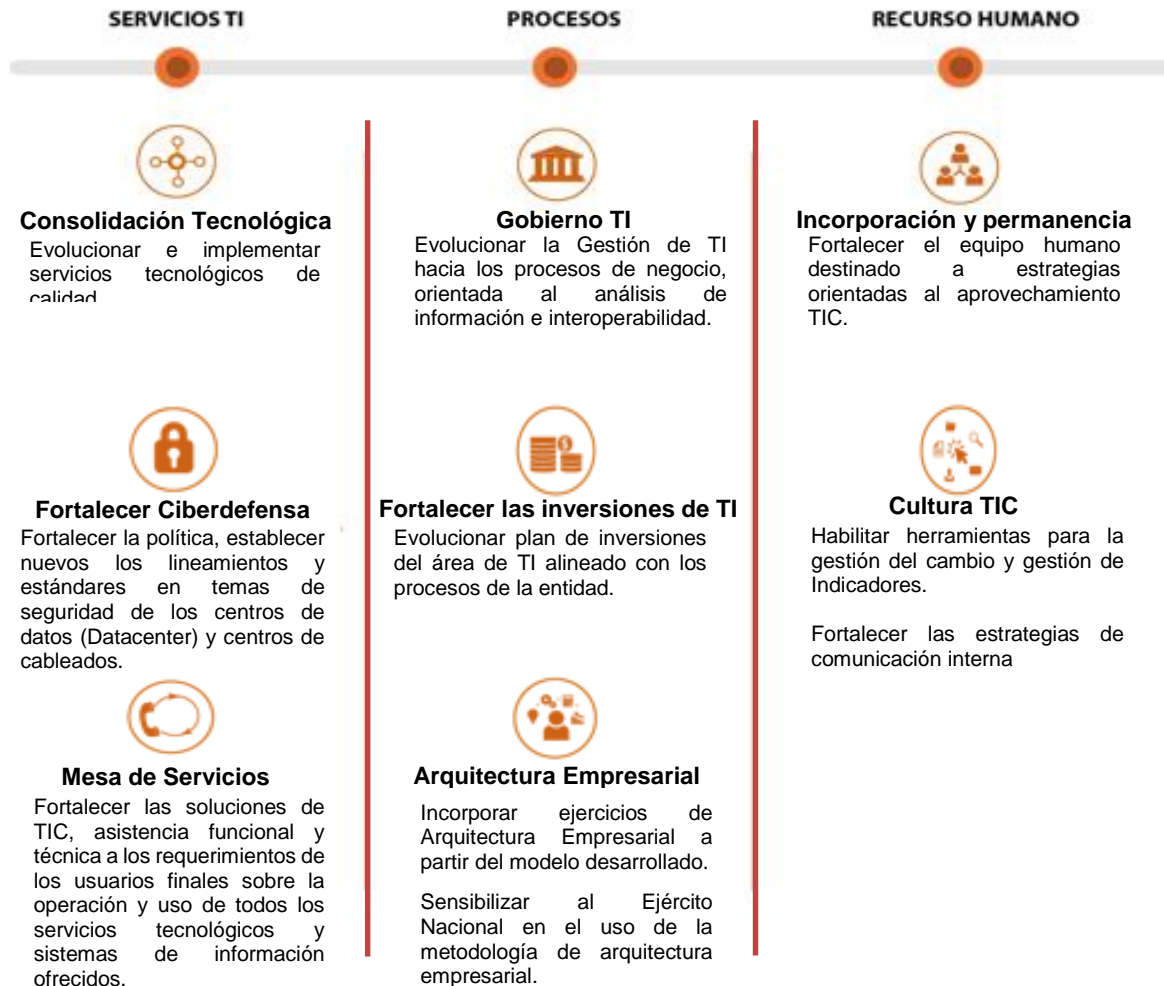 SERVICIOS TI
PROCESOS
RECURSO HUMANO
Consolidación Tecnológica
Evolucionar e implementar
servicios tecnológicos de
calidad
Fortalecer Ciberdefensa
Fortalecer la política, establecer
nuevos los lineamientos y
estándares en temas de
seguridad de los centros de
datos (Datacenter) y centros de
cableados.
Mesa de Servicios
Fortalecer las soluciones de
TIC, asistencia funcional y
técnica a los requerimientos de
los usuarios finales sobre la
operación y uso de todos los
servicios tecnológicos y
sistemas de información
ofrecidos.
Gobierno TI
Evolucionar la Gestión de TI
hacia los procesos de negocio,
orientada al análisis de
información e interoperabilidad.
Fortalecer las inversiones de TI
Evolucionar plan de inversiones
del área de TI alineado con los
procesos de la entidad.
Arquitectura Empresarial
Incorporar ejercicios de
Arquitectura Empresarial a
partir del modelo desarrollado.
Sensibilizar al Ejército
Nacional en el uso de la
metodología de arquitectura
empresarial.
Incorporación y permanencia
Fortalecer el equipo humano
destinado a estrategias
orientadas al aprovechamiento
TIC.
Cultura TIC
Habilitar herramientas para la
gestión del cambio y gestión de
Indicadores.
Fortalecer las estrategias de
comunicación interna